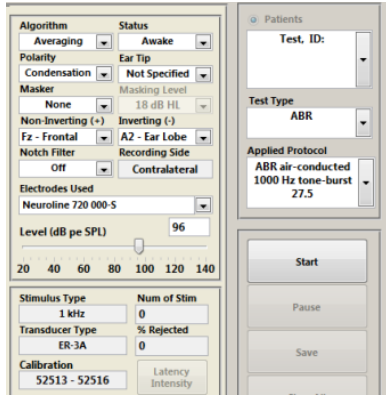 Algorithm Status
Averaging Awake
Polarity Ear Tip
Condensation Not Specified
Masker Masking Level
None 18 dB HL
Non-Inverting (+) Inverting (-)
Fz - Frontal A2 - Ear Lobe
Notch Filter Recording Side
Off Contralateral
Electrodes Used
Neuroline 720 000-S
Level (dB pe SPL) 96
20 40 60 80 100 120 140
Stimulus Type Num of Stim
1 kHz 0
Transducer Type % Rejected
ER-3A 0
Calibration
52513 - 52516
Latency
Intensity
Patients
Test, ID:
Test Type
ABR
Applied Protocol
ABR air-conducted
1000 Hz tone-burst
27.5
Start
Pause
Save